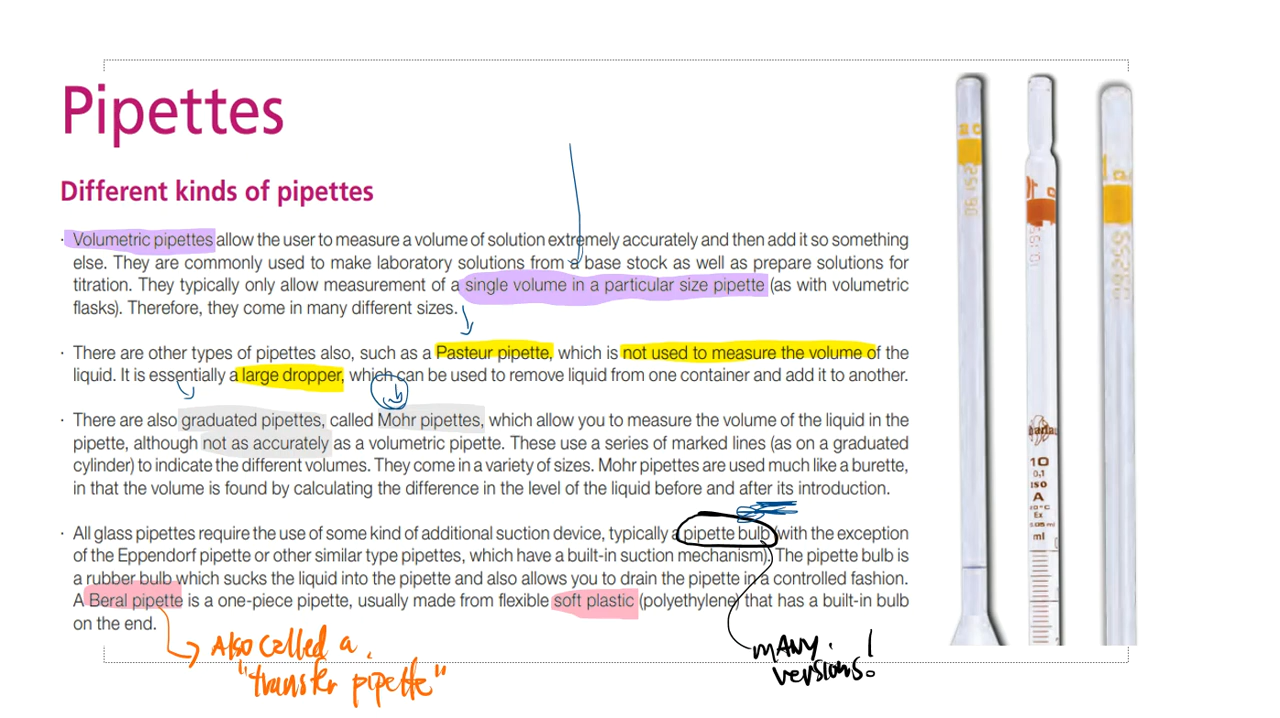 Pipettes
Different kinds of pipettes
· Volumetric pipettes allow the user to measure a volume of solution extremely accurately and then add it so something
else. They are commonly used to make laboratory solutions from a base stock as well as prepare solutions for
titration. They typically only allow measurement of a single volume in a particular size pipette (as with volumetric
flasks). Therefore, they come in many different sizes.
· There are other types of pipettes also, such as a Pasteur pipette, which is not used to measure the volume of the
liquid. It is essentially a large dropper, which can be used to remove liquid from one container and add it to another.
· There are also graduated pipettes, called Mohr pipettes, which allow you to measure the volume of the liquid in the
pipette, although not as accurately as a volumetric pipette. These use a series of marked lines (as on a graduated
cylinder) to indicate the different volumes. They come in a variety of sizes. Mohr pipettes are used much like a burette,
in that the volume is found by calculating the difference in the level of the liquid before and after its introduction.
· All glass pipettes require the use of some kind of additional suction device, typically a pipette bulb (with the exception
of the Eppendorf pipette or other similar type pipettes, which have a built-in suction mechanism). The pipette bulb is
a rubber bulb which sucks the liquid into the pipette and also allows you to drain the pipette in a controlled fashion.
A Beral pipette is a one-piece pipette, usually made from flexible soft plastic (polyethylene) that has a built-in bulb
on the end.
Also called a
"transfer pipette"
MANY
versions!
10
0,1
ISO
A
Ex
ml